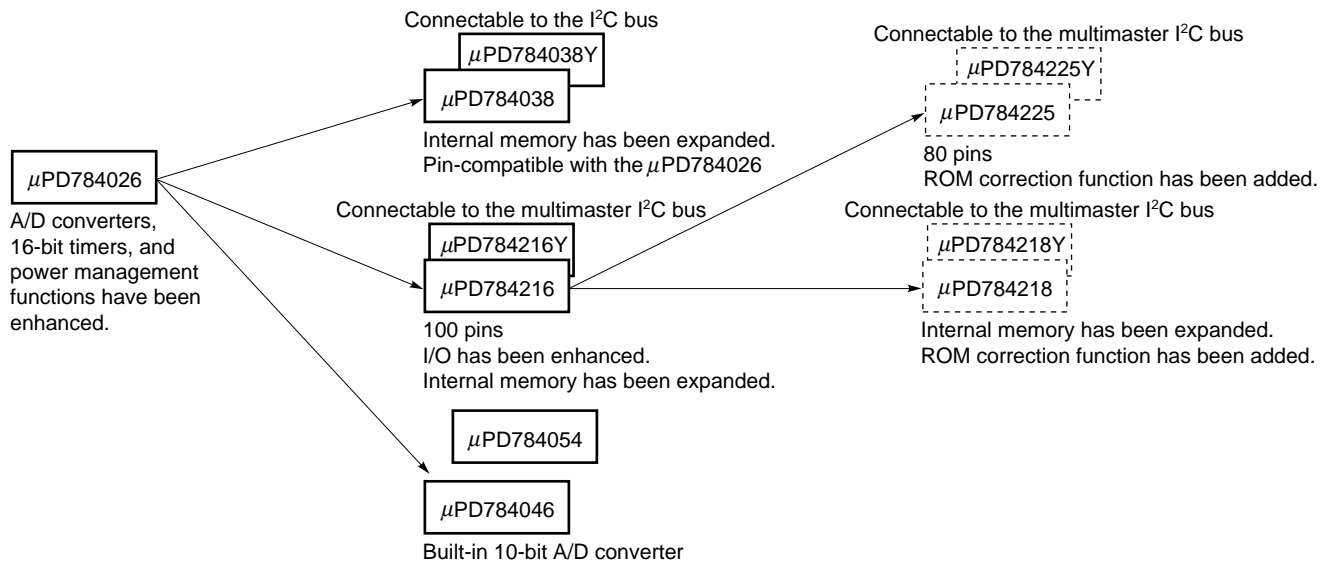 μPD784026
A/D converters,
16-bit timers, and
power management
functions have been
enhanced.
Connectable to the I²C bus
μPD784038Y
μPD784038
Internal memory has been expanded.
Pin-compatible with the μPD784026
Connectable to the multimaster I²C bus
μPD784216Y
μPD784216
100 pins
I/O has been enhanced.
Internal memory has been expanded.
μPD784054
μPD784046
Built-in 10-bit A/D converter
Connectable to the multimaster I²C bus
μPD784225Y
μPD784225
80 pins
ROM correction function has been added.
Connectable to the multimaster I²C bus
μPD784218Y
μPD784218
Internal memory has been expanded.
ROM correction function has been added.